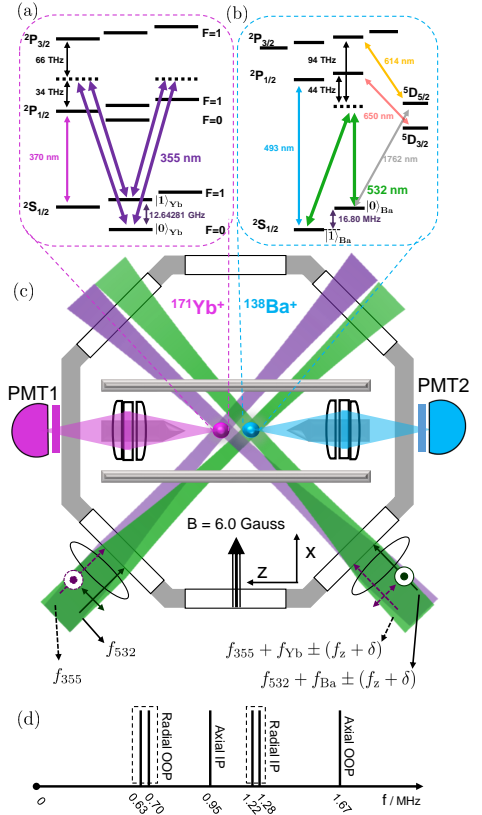 (a)
²P₃/₂
F=1
66 THz
34 THz
²P₁/₂
F=1
F=0
370 nm
355 nm
|1⟩Yb
F=1
²S₁/₂
12.64281 GHz
|0⟩Yb
F=0
(b)
²P₃/₂
94 THz
614 nm
²P₁/₂
44 THz
⁵D₅/₂
650 nm
493 nm
⁵D₃/₂
1762 nm
532 nm
|0⟩Ba
²S₁/₂
16.80 MHz
|1⟩Ba
(c)
¹⁷¹Yb⁺
¹³⁸Ba⁺
PMT1
PMT2
B = 6.0 Gauss
X
Z
f₅₃₂
f₃₅₅
f₃₅₅ + fYb ± (fz + δ)
f₅₃₂ + fBa ± (fz + δ)
(d)
Radial OOP
Axial IP
Radial IP
Axial OOP
0
0.63
0.70
0.95
1.22
1.28
1.67
f / MHz